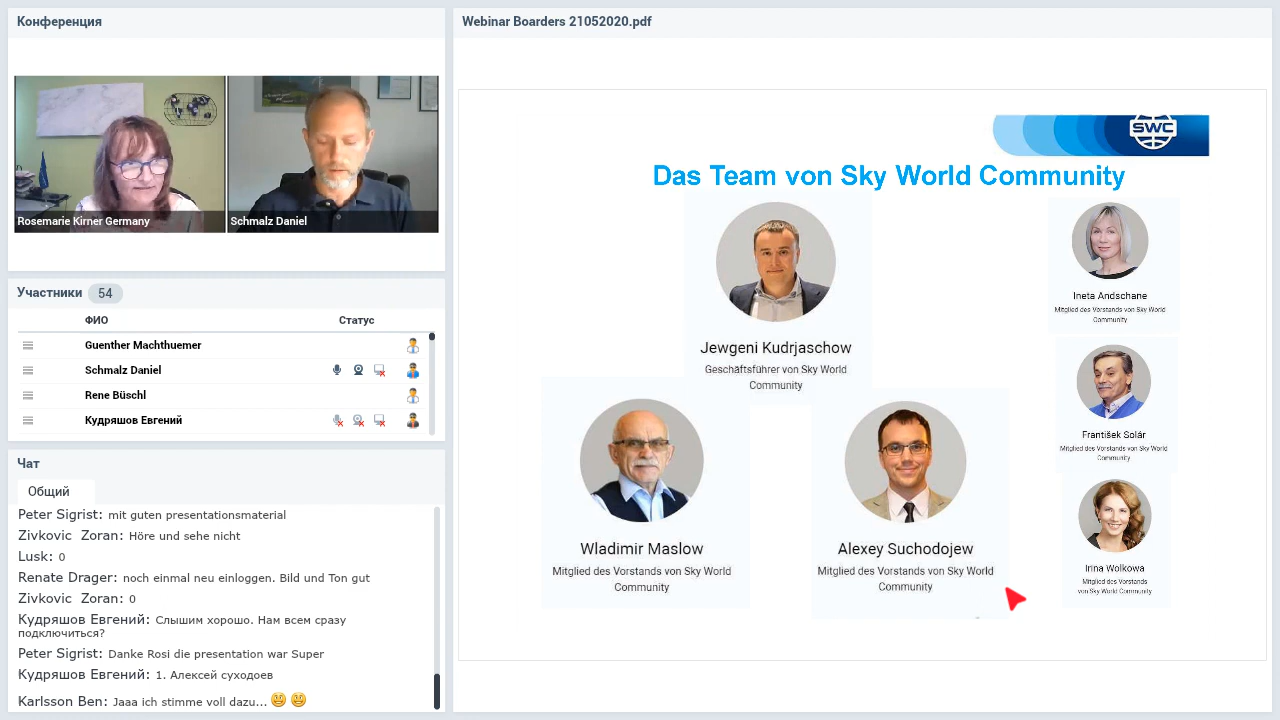 Конференция
Rosemarie Kirner Germany
Schmalz Daniel
Участники 54
ФИО Статус
Guenther Machthuemer
Schmalz Daniel
Rene Büschl
Кудряшов Евгений
Чат
Общий
Peter Sigrist: mit guten presentationsmaterial
Zivkovic Zoran: Höre und sehe nicht
Lusk: 0
Renate Drager: noch einmal neu einloggen. Bild und Ton gut
Zivkovic Zoran: 0
Кудряшов Евгений: Слышим хорошо. Нам всем сразу
подключиться?
Peter Sigrist: Danke Rosi die presentation war Super
Кудряшов Евгений: 1. Алексей суходоев
Karlsson Ben: Jaaa ich stimme voll dazu...
Webinar Boarders 21052020.pdf
SWC
Das Team von Sky World Community
Jewgeni Kudrjaschow
Geschäftsführer von Sky World
Community
Wladimir Maslow
Mitglied des Vorstands von Sky World
Community
Alexey Suchodojew
Mitglied des Vorstands von Sky World
Community
Ineta Andschane
Mitglied des Vorstands von Sky World
Community
František Solár
Mitglied des Vorstands von Sky World
Community
Irina Wolkowa
Mitglied des Vorstands
von Sky World Community